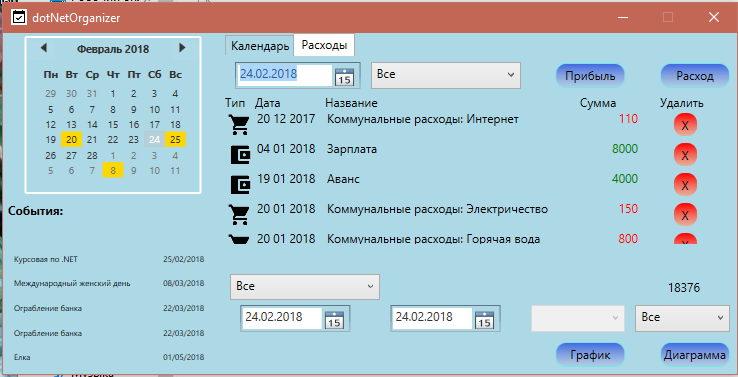 dotNetOrganizer
Февраль 2018
Пн Вт Ср Чт Пт Сб Вс
29 30 31 1 2 3 4
5 6 7 8 9 10 11
12 13 14 15 16 17 18
19 20 21 22 23 24 25
26 27 28 1 2 3 4
5 6 7 8 9 10 11
События:
Курсовая по .NET 25/02/2018
Международный женский день 08/03/2018
Ограбление банка 22/03/2018
Ограбление банка 22/03/2018
Елка 01/05/2018
Календарь Расходы
24.02.2018 15 Все Прибыль Расход
Тип Дата Название Сумма Удалить
20 12 2017 Коммунальные расходы: Интернет 110 X
04 01 2018 Зарплата 8000 X
19 01 2018 Аванс 4000 X
20 01 2018 Коммунальные расходы: Электричество 150 X
20 01 2018 Коммунальные расходы: Горячая вода 800 X
Все 18376
24.02.2018 15 24.02.2018 15 Все
График Диаграмма